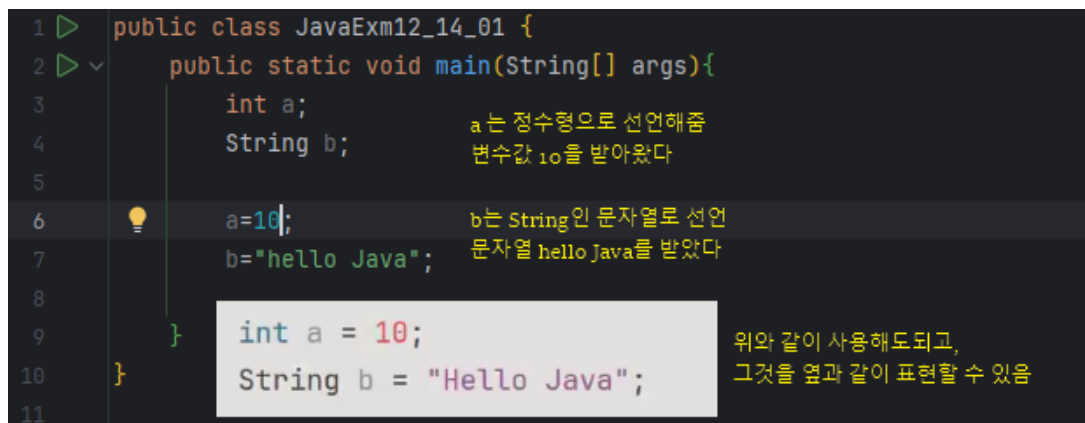 1 public class JavaExm12_14_01 {
2 public static void main(String[] args){
3 int a;
a 는 정수형으로 선언해줌
4 String b;
변수값 10을 받아왔다
5
6 a=10;
b는 String인 문자열로 선언
7 b="hello Java";
문자열 hello Java를 받았다
8
9 }
int a = 10;
위와 같이 사용해도되고,
10 }
String b = "Hello Java";
그것을 옆과 같이 표현할 수 있음
11